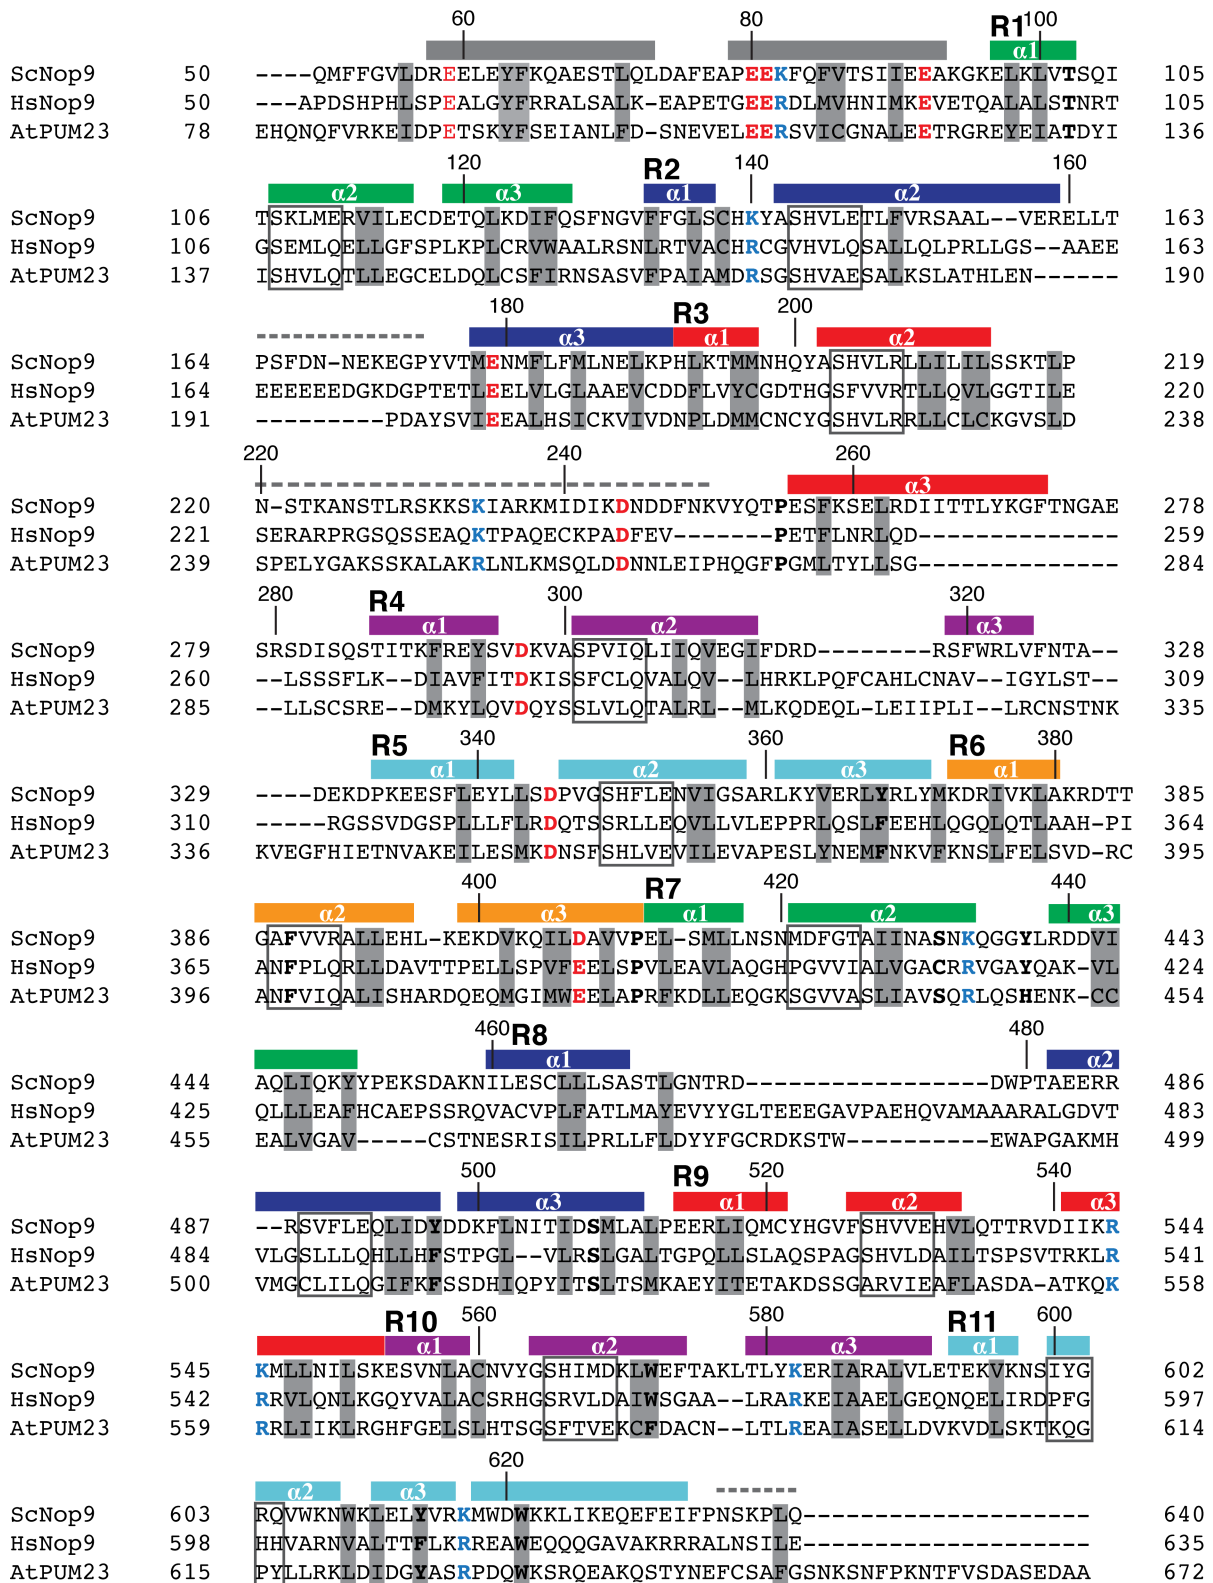 60 80 R1 100
α1
ScNop9 50 ----QMFFGVLDREELEYFKQAESTLQLDAFEAPEEKFQFVTSIIEEAKGKELKLVTSQI 105
HsNop9 50 ---APDSHPHLSPEALGYFRRALSALK-EAPETGEERDLMVHNIMKEVETQALALSTNRT 105
AtPUM23 78 EHQNQFVRKEIDPETSKYFSEIANLFD-SNEVELEERSVICGNALEETRGREYEIATDYI 136
120 R2 140 160
α2 α3 α1 α2
ScNop9 106 TSKLMERVILECDETQLKDIFQSFNGVFFGLSCHKYASHVLETLFVRSAAL--VERELLT 163
HsNop9 106 GSEMLQELLGFSPLKPLCRVWAALRSNLRTVACHRCGVHVLQSALLQLPRLLGS--AAEE 163
AtPUM23 137 ISHVLQTLLEGCELDQLCSFIRNSASVFPAIAMDRSGSHVAESALKSLATHLEN------ 190
180 R3 200
α3 α1 α2
ScNop9 164 PSFDN-NEKEGPYVTMENMFLFMLNELKPHLKTMMNHQYASHVLRLLILILSSKTLP 219
HsNop9 164 EEEEEEDGKDGPTETLEELVLGLAAEVCDDFLVYCGDTHGSFVVRTLLQVLGGTILE 220
AtPUM23 191 ---------PDAYSVIEEALHSICKVIVDNPLDMMCNCYGSHVLRRLLCLCKGVSLD 238
220 240 260
α3
ScNop9 220 N-STKANSTLRSKKSKIARKMIDIKDNDDFNKVYQTPESFKSELRDIITTLYKGFTNGAE 278
HsNop9 221 SERARPRGSQSSEAQKTPAQECKPADFEV-------PETFLNRLQD-------------- 259
AtPUM23 239 SPELYGAKSSKALAKRLNLKMSQLDDNNLEIPHQGFPGMLTYLLSG-------------- 284
280 R4 300 320
α1 α2 α3
ScNop9 279 SRSDISQSTITKFREYSVDKVASPVIQLIIQVEGIFDRD--------RSFWRLVFNTA-- 328
HsNop9 260 --LSSSFLK--DIAVFITDKISSFCLQVALQV--LHRKLPQFCAHLCNAV--IGYLST-- 309
AtPUM23 285 --LLSCSRE--DMKYLQVDQYSSLVLQTALRL--MLKQDEQL-LEIIPLI--LRCNSTNK 335
R5 340 360 R6 380
α1 α2 α3 α1
ScNop9 329 ----DEKDPKEESFLEYLLSDPVGSHFLENVIGSARLKYVERLYRLYMKDRIVKLAKRDTT 385
HsNop9 310 -----RGSSVDGSPLLLFLRDQTSSRLLEQVLLVLEPPRLQSLFEEHLQGQLQTLAAH-PI 364
AtPUM23 336 KVEGFHIETNVAKEILESMKDNSFSHLVEVILEVAPESLYNEMFNKVFKNSLFELSVD-RC 395
400 R7 420 440
α2 α3 α1 α2 α3
ScNop9 386 GAFVVRALLEHL-KEKDVKQILDAVVPEL-SMLLNSNMDFGTAIINASNKQGGYLRDDVI 443
HsNop9 365 ANFPLQRLLDAVTTPELLSPVFEELSPVLEAVLAQGHPGVVIALVGACRRVGAYQAK-VL 424
AtPUM23 396 ANFVIQALISHARDQEQMGIMWEELAPRFKDLLEQGKSGVVASLIAVSQRLQSHENK-CC 454
460 R8 480
α1 α2
ScNop9 444 AQLIQKYYPEKSDAKNILESCLLLSASTLGNTRD-----------------DWPTAEERR 486
HsNop9 425 QLLLEAFHCAEPSSRQVACVPLFATLMAYEVYYGLTEEEGAVPAEHQVAMAAARALGDVT 483
AtPUM23 455 EALVGAV-----CSTNESRISILPRLLFLDYYFGCRDKSTW----------EWAPGAKMH 499
500 R9 520 540
α3 α1 α2 α3
ScNop9 487 --RSVFLEQLIDYDDKFLNITIDSMLALPEERLIQMCYHGVFSHVVEHVLQTTRVDIIKR 544
HsNop9 484 VLGSLLLQHLLHFSTPGL--VLRSLGALTGPQLLSLAQSPAGSHVLDAILTSPSVTRKLR 541
AtPUM23 500 VMGCLILQGIFKFSSDHIQPYITSLTSMKAEYITETAKDSSGARVIEAFLASDA-ATKQK 558
R10 560 580 R11 600
α1 α2 α3 α1
ScNop9 545 KMLLNILSKESVNLACNVYGSHIMDKLWEFTAKLTLYKERIARALVLETEKVKNSIYG 602
HsNop9 542 RRVLQNLKGQYVALACSRHGSRVLDAIWSGAA--LRARKEIAAELGEQNQELIRDPFG 597
AtPUM23 559 RRLIIKLRGHFGELSLHTSGSFTVEKCFDACN--LTLREAIASELLDVKVDLSKTKQG 614
620
α2 α3
ScNop9 603 RQVWKNWKLELYVRKMWDWKKLIKEQEFEIFPNSKPLQ-------------------- 640
HsNop9 598 HHVARNVALTTFLKRREAWEQQQGAVAKRRRALNSILE-------------------- 635
AtPUM23 615 PYLLRKLDIDGYASRPDQWKSRQEAKQSTYNEFCSAFGSNKSNFPKNTFVSDASEDAA 672